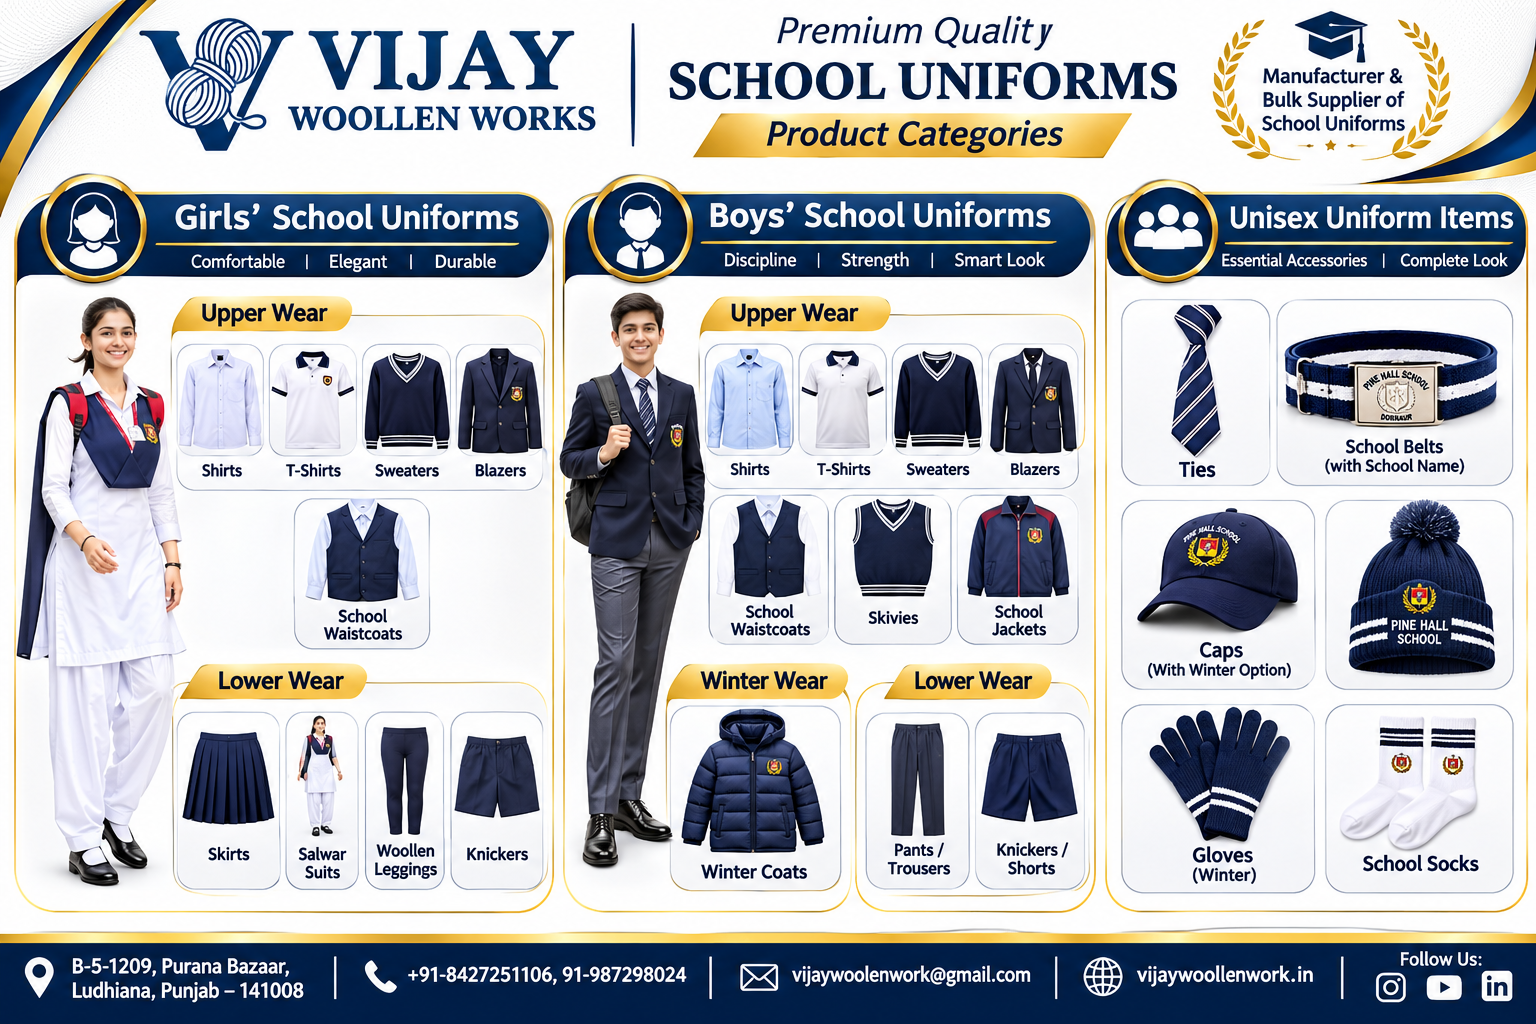 VIJAY
WOOLLEN WORKS
Premium Quality
SCHOOL UNIFORMS
Product Categories
Manufacturer &
Bulk Supplier of
School Uniforms
Girls' School Uniforms
Comfortable | Elegant | Durable
Upper Wear
Shirts
T-Shirts
Sweaters
Blazers
School
Waistcoats
Lower Wear
Skirts
Salwar
Suits
Woollen
Leggings
Knickers
Boys' School Uniforms
Discipline | Strength | Smart Look
Upper Wear
Shirts
T-Shirts
Sweaters
Blazers
School
Waistcoats
Skivies
School
Jackets
Winter Wear
Winter Coats
Lower Wear
Pants /
Trousers
Knickers /
Shorts
Unisex Uniform Items
Essential Accessories | Complete Look
Ties
PINE HALL SCHOOL
School Belts
(with School Name)
PINE HALL SCHOOL
Caps
(With Winter Option)
PINE HALL
SCHOOL
Gloves
(Winter)
School Socks
B-5-1209, Purana Bazaar,
Ludhiana, Punjab – 141008
+91-8427251106, 91-987298024
vijaywoolenwork@gmail.com
vijaywoollenwork.in
Follow Us:
in